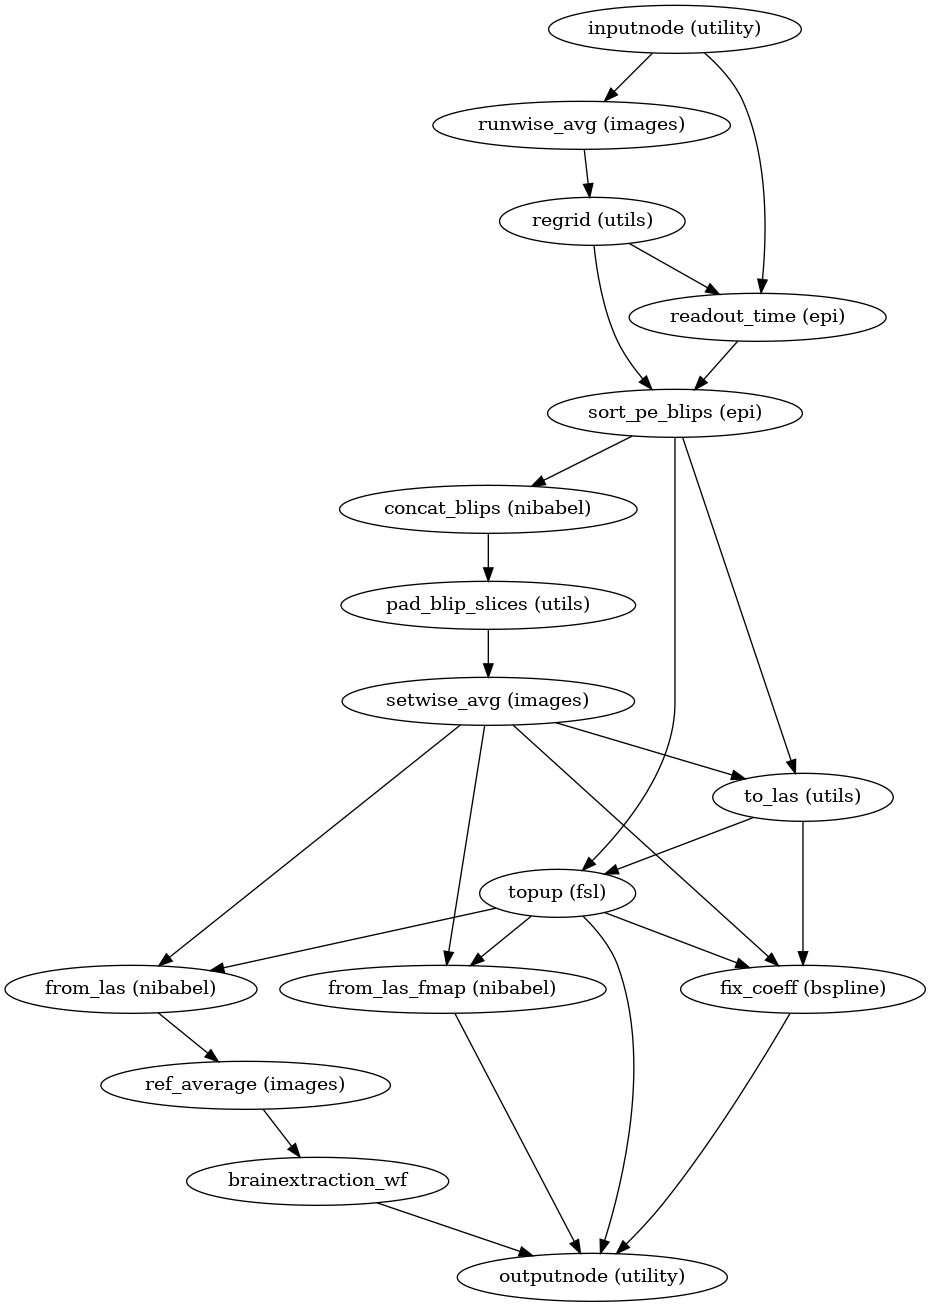 inputnode (utility)
runwise_avg (images)
regrid (utils)
readout_time (epi)
sort_pe_blips (epi)
concat_blips (nibabel)
pad_blip_slices (utils)
setwise_avg (images)
to_las (utils)
topup (fsl)
from_las (nibabel)
from_las_fmap (nibabel)
fix_coeff (bspline)
ref_average (images)
brainextraction_wf
outputnode (utility)